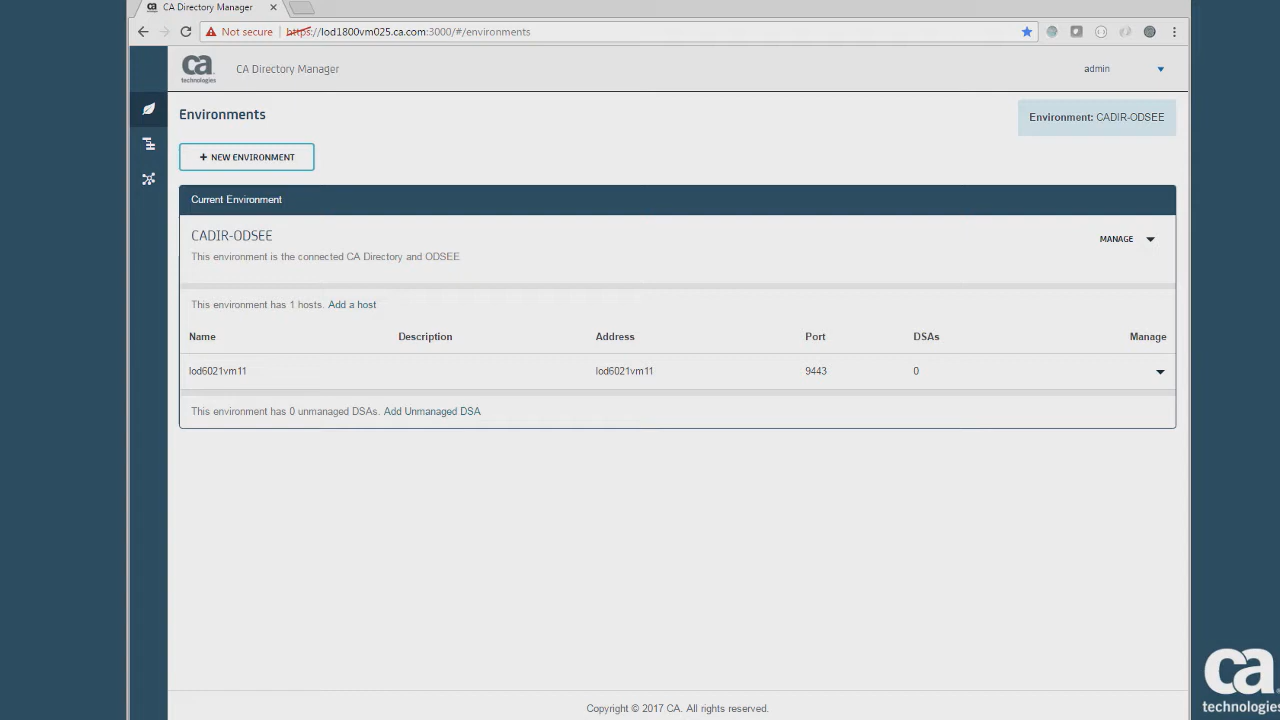 CA Directory Manager
Not secure https://lod1800vm025.ca.com:3000/#/environments
ca technologies CA Directory Manager admin
Environments
Environment: CADIR-ODSEE
+ NEW ENVIRONMENT
Current Environment
CADIR-ODSEE
MANAGE
This environment is the connected CA Directory and ODSEE
This environment has 1 hosts. Add a host
Name Description Address Port DSAs Manage
lod6021vm11 lod6021vm11 9443 0
This environment has 0 unmanaged DSAs. Add Unmanaged DSA
ca
technologies
Copyright © 2017 CA. All rights reserved.